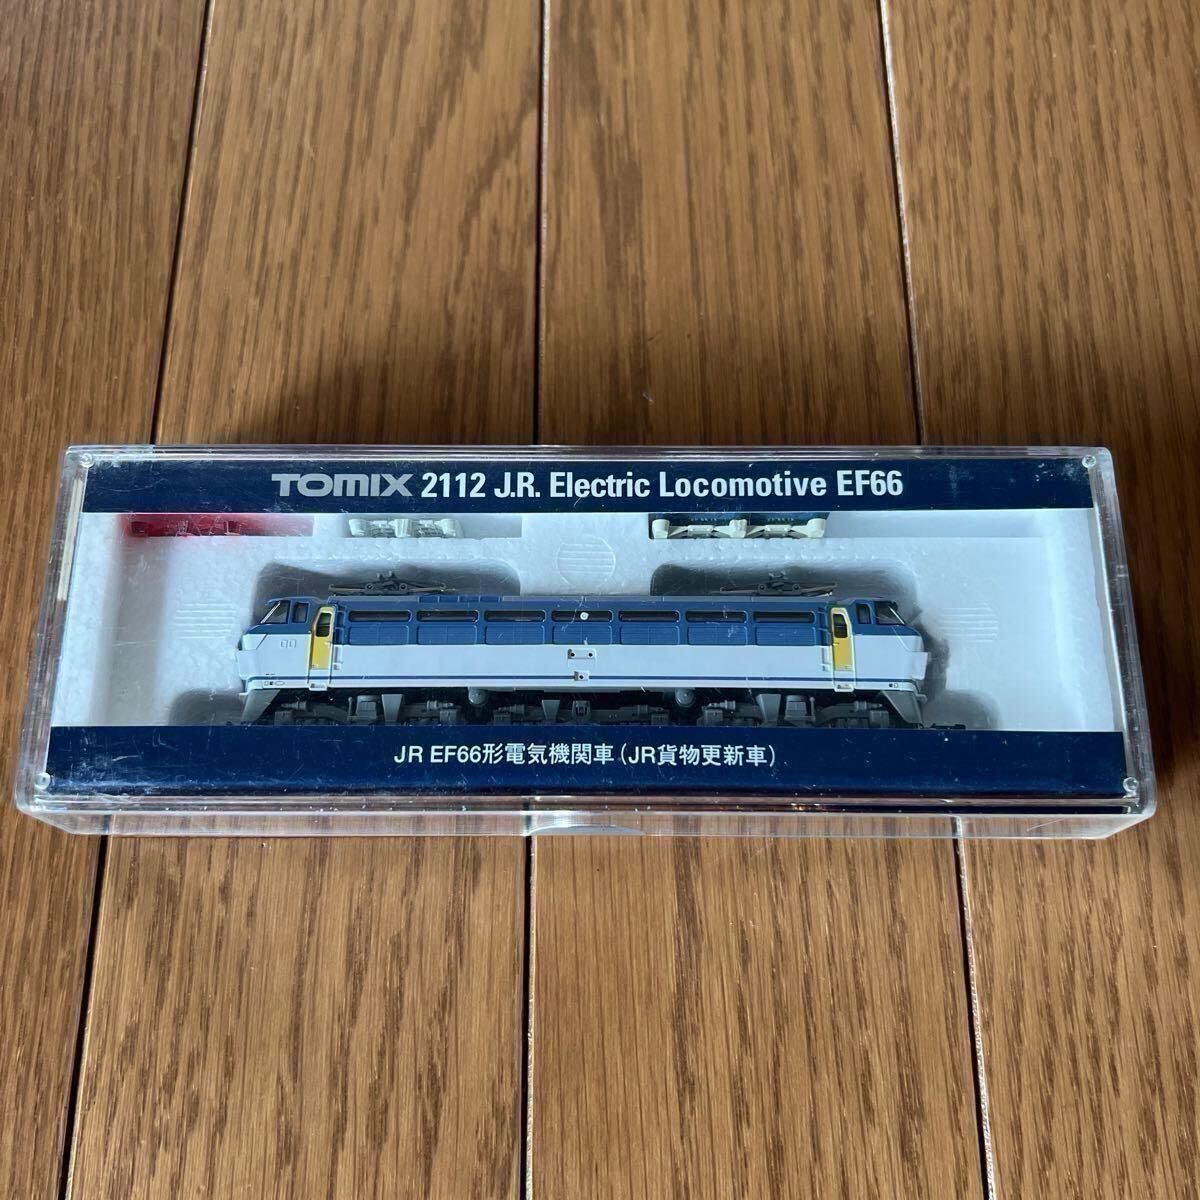 TOMIX 2112 J.R. Electric Locomotive EF66
JR EF66形電気機関車（JR貨物更新車）